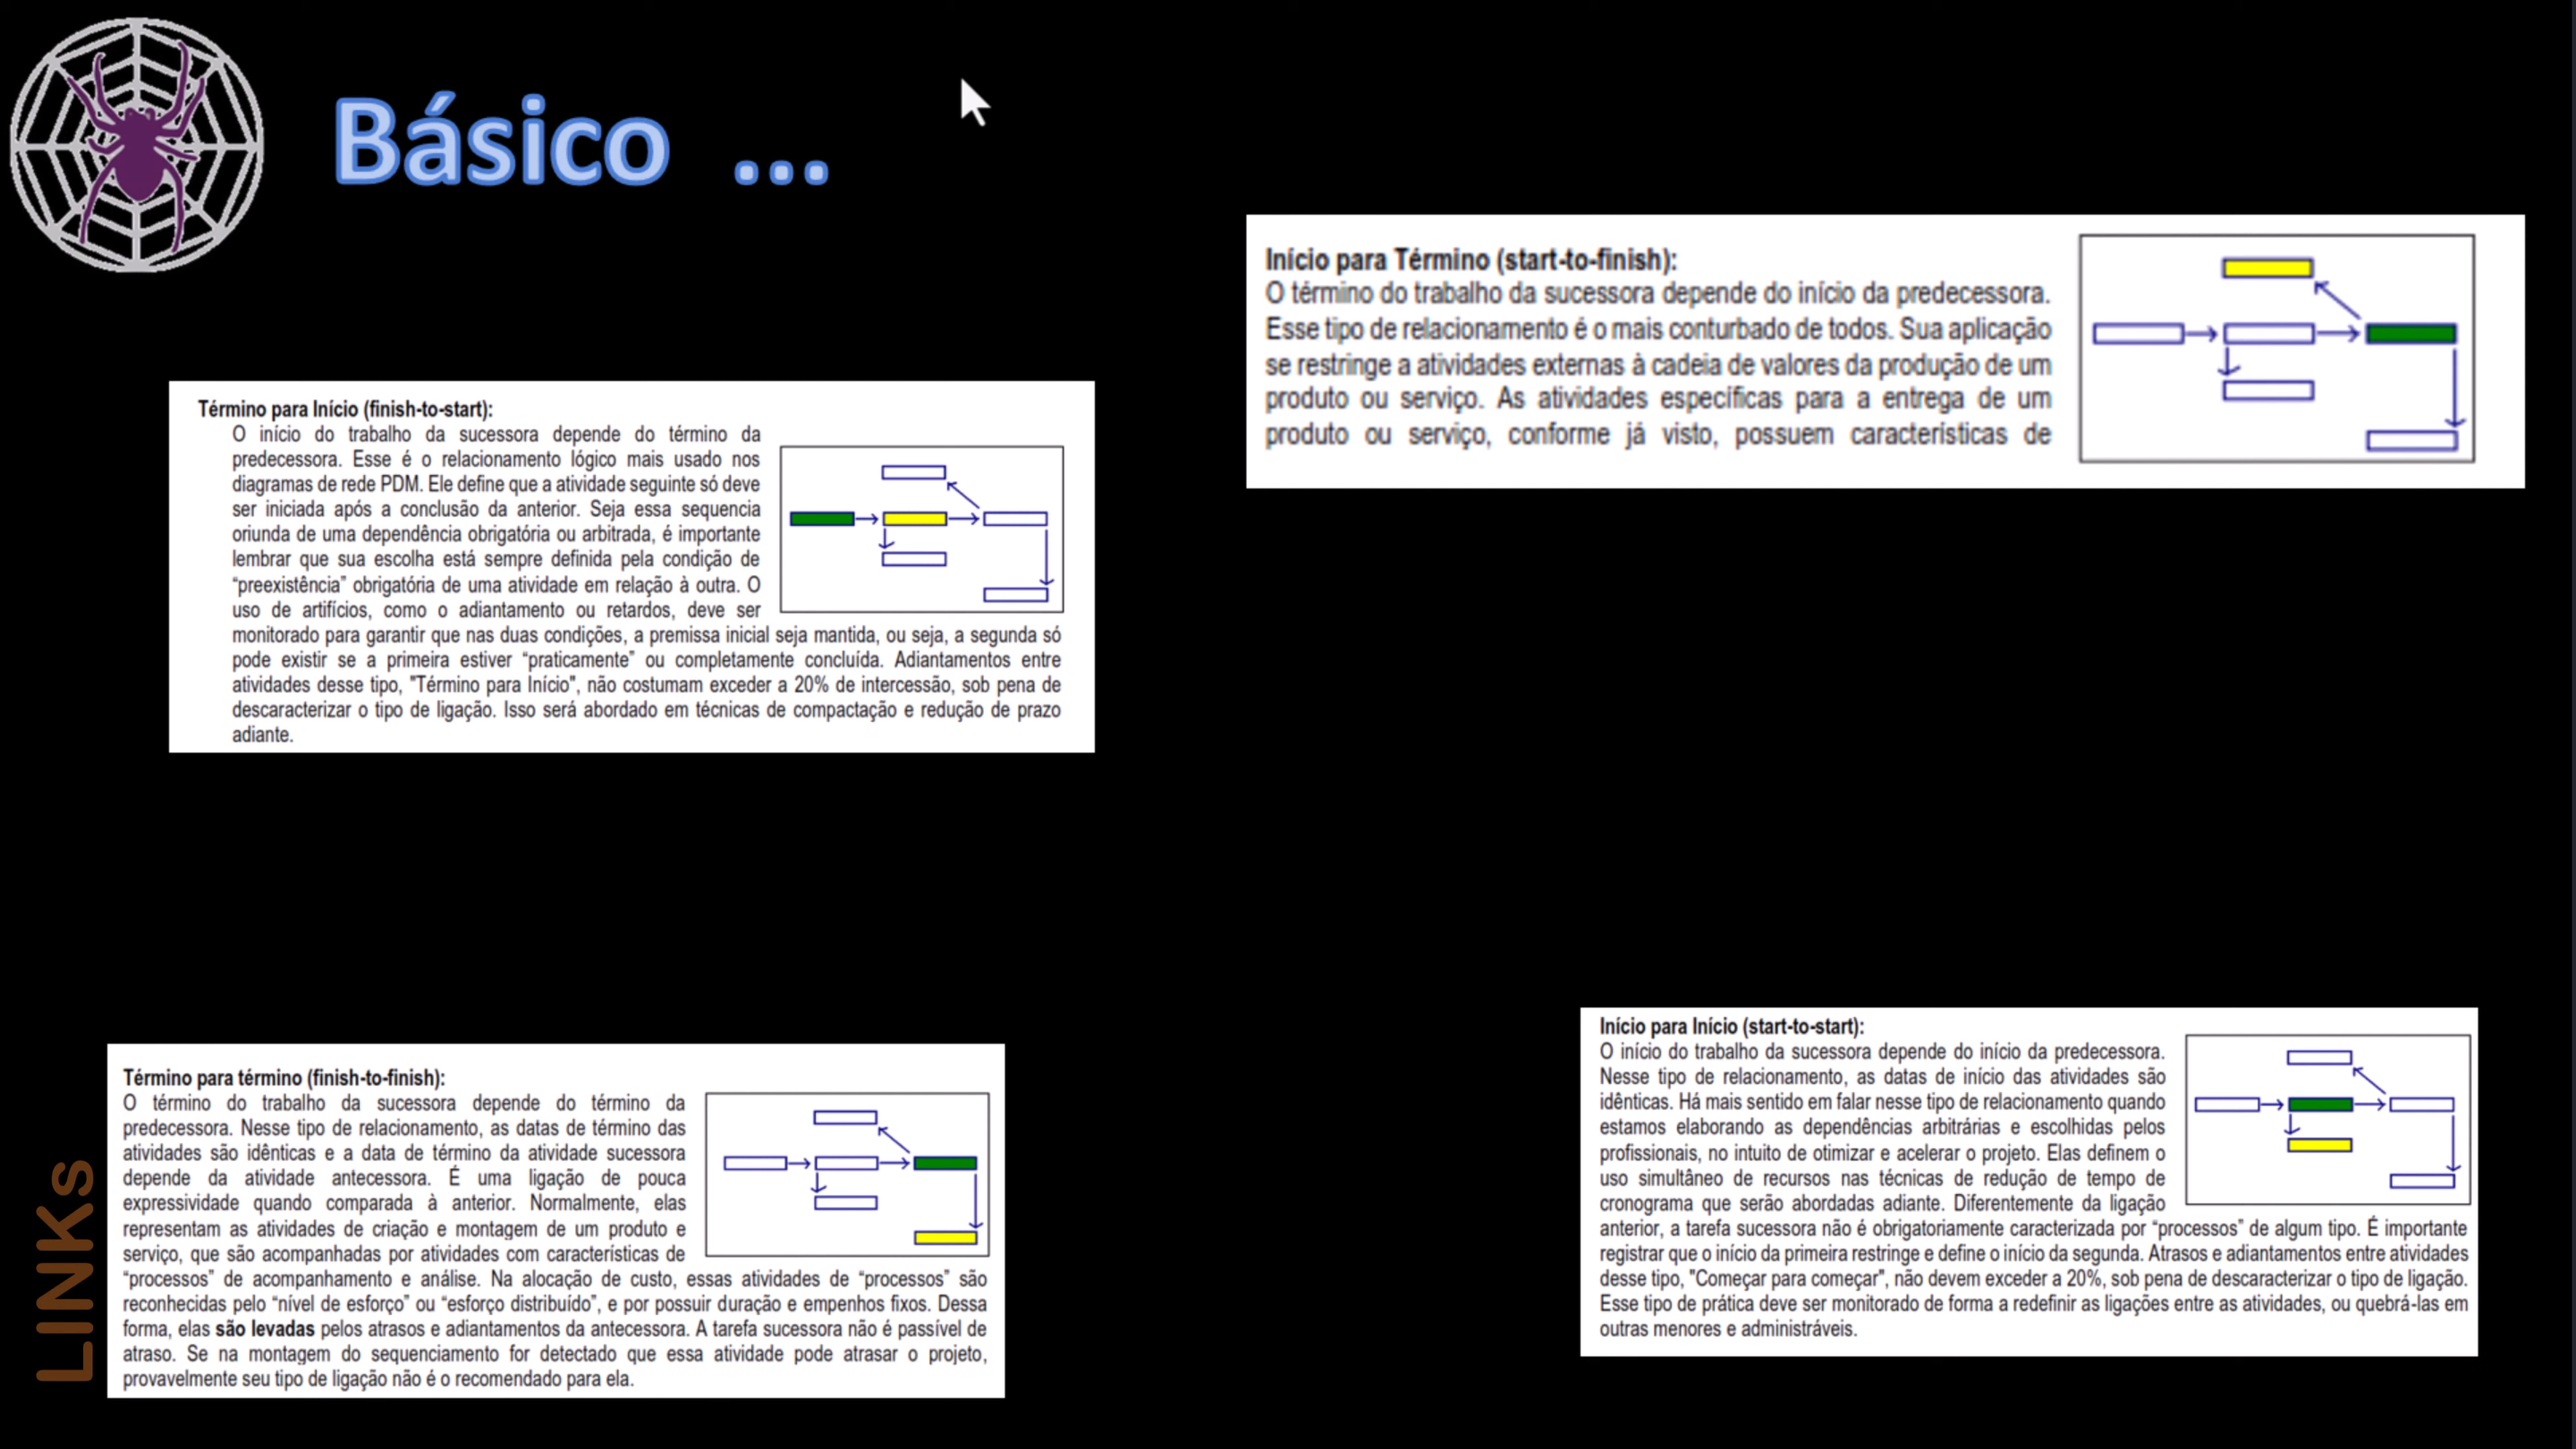 Básico ...
Término para Início (finish-to-start):
O início do trabalho da sucessora depende do término da
predecessora. Esse é o relacionamento lógico mais usado nos
diagramas de rede PDM. Ele define que a atividade seguinte só deve
ser iniciada após a conclusão da anterior. Seja essa sequencia
oriunda de uma dependência obrigatória ou arbitrada, é importante
lembrar que sua escolha está sempre definida pela condição de
“preexistência” obrigatória de uma atividade em relação à outra. O
uso de artifícios, como o adiantamento ou retardos, deve ser
monitorado para garantir que nas duas condições, a premissa inicial seja mantida, ou seja, a segunda só
pode existir se a primeira estiver “praticamente” ou completamente concluída. Adiantamentos entre
atividades desse tipo, "Término para Início", não costumam exceder a 20% de intercessão, sob pena de
descaracterizar o tipo de ligação. Isso será abordado em técnicas de compactação e redução de prazo
adiante.
Início para Término (start-to-finish):
O término do trabalho da sucessora depende do início da predecessora.
Esse tipo de relacionamento é o mais conturbado de todos. Sua aplicação
se restringe a atividades externas à cadeia de valores da produção de um
produto ou serviço. As atividades específicas para a entrega de um
produto ou serviço, conforme já visto, possuem características de
Término para término (finish-to-finish):
O término do trabalho da sucessora depende do término da
predecessora. Nesse tipo de relacionamento, as datas de término das
atividades são idênticas e a data de término da atividade sucessora
depende da atividade antecessora. É uma ligação de pouca
expressividade quando comparada à anterior. Normalmente, elas
representam as atividades de criação e montagem de um produto e
serviço, que são acompanhadas por atividades com características de
“processos” de acompanhamento e análise. Na alocação de custo, essas atividades de “processos” são
reconhecidas pelo “nível de esforço” ou “esforço distribuído”, e por possuir duração e empenhos fixos. Dessa
forma, elas são levadas pelos atrasos e adiantamentos da antecessora. A tarefa sucessora não é passível de
atraso. Se na montagem do sequenciamento for detectado que essa atividade pode atrasar o projeto,
provavelmente seu tipo de ligação não é o recomendado para ela.
Início para Início (start-to-start):
O início do trabalho da sucessora depende do início da predecessora.
Nesse tipo de relacionamento, as datas de início das atividades são
idênticas. Há mais sentido em falar nesse tipo de relacionamento quando
estamos elaborando as dependências arbitrárias e escolhidas pelos
profissionais, no intuito de otimizar e acelerar o projeto. Elas definem o
uso simultâneo de recursos nas técnicas de redução de tempo de
cronograma que serão abordadas adiante. Diferentemente da ligação
anterior, a tarefa sucessora não é obrigatoriamente caracterizada por “processos” de algum tipo. É importante
registrar que o início da primeira restringe e define o início da segunda. Atrasos e adiantamentos entre atividades
desse tipo, "Começar para começar", não devem exceder a 20%, sob pena de descaracterizar o tipo de ligação.
Esse tipo de prática deve ser monitorado de forma a redefinir as ligações entre as atividades, ou quebrá-las em
outras menores e administráveis.
LINKs